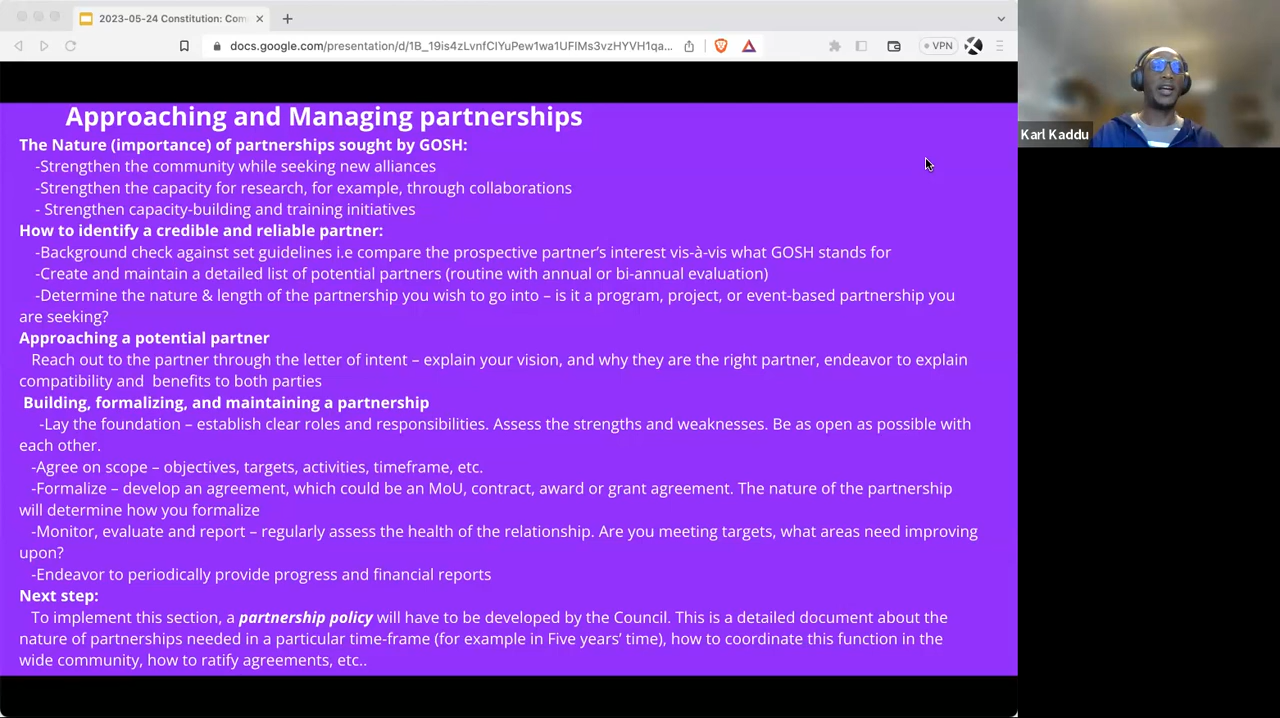 2023-05-24 Constitution: Com
docs.google.com/presentation/d/1B_19is4zLvnfClYuPew1wa1UFIMs3vzHYVH1qa...
VPN
Approaching and Managing partnerships
The Nature (importance) of partnerships sought by GOSH:
-Strengthen the community while seeking new alliances
-Strengthen the capacity for research, for example, through collaborations
- Strengthen capacity-building and training initiatives
How to identify a credible and reliable partner:
-Background check against set guidelines i.e compare the prospective partner’s interest vis-à-vis what GOSH stands for
-Create and maintain a detailed list of potential partners (routine with annual or bi-annual evaluation)
-Determine the nature & length of the partnership you wish to go into – is it a program, project, or event-based partnership you
are seeking?
Approaching a potential partner
Reach out to the partner through the letter of intent – explain your vision, and why they are the right partner, endeavor to explain
compatibility and  benefits to both parties
Building, formalizing, and maintaining a partnership
-Lay the foundation – establish clear roles and responsibilities. Assess the strengths and weaknesses. Be as open as possible with
each other.
-Agree on scope – objectives, targets, activities, timeframe, etc.
-Formalize – develop an agreement, which could be an MoU, contract, award or grant agreement. The nature of the partnership
will determine how you formalize
-Monitor, evaluate and report – regularly assess the health of the relationship. Are you meeting targets, what areas need improving
upon?
-Endeavor to periodically provide progress and financial reports
Next step:
To implement this section, a partnership policy will have to be developed by the Council. This is a detailed document about the
nature of partnerships needed in a particular time-frame (for example in Five years’ time), how to coordinate this function in the
wide community, how to ratify agreements, etc..
Karl Kaddu